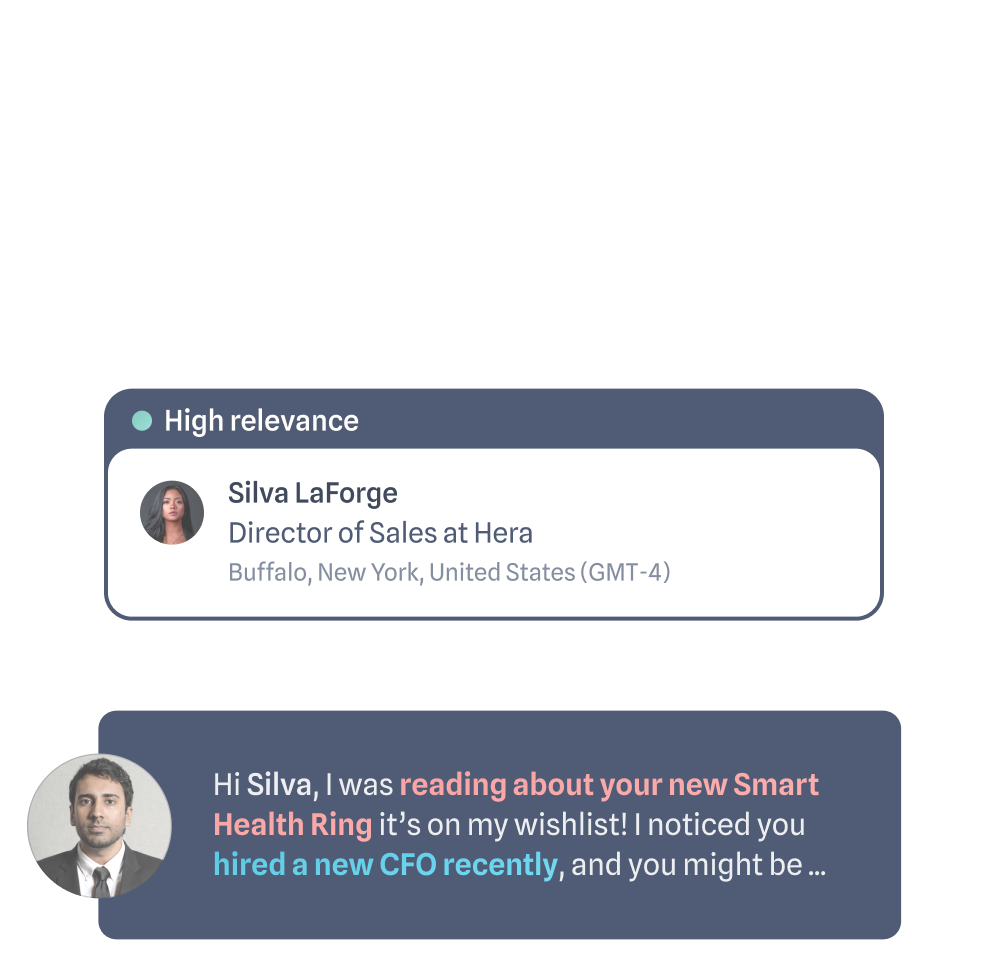 High relevance
Silva LaForge
Director of Sales at Hera
Buffalo, New York, United States (GMT-4)
Hi Silva, I was reading about your new Smart
Health Ring it’s on my wishlist! I noticed you
hired a new CFO recently, and you might be ...